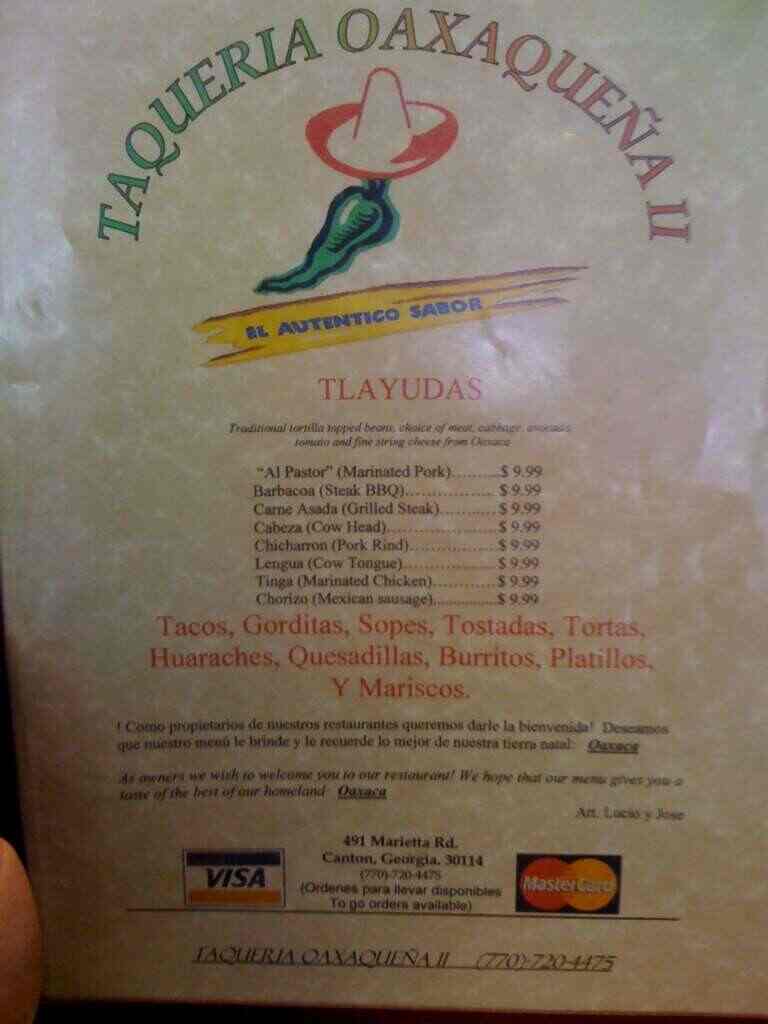 TAQUERIA OAXAQUEÑA II
EL AUTENTICO SABOR
TLAYUDAS
Traditional tortilla topped beans, choice of meat, cabbage, avocado,
tomato and fine string cheese from Oaxaca
"Al Pastor" (Marinated Pork).........$ 9.99
Barbacoa (Steak BBQ)................. $ 9.99
Carne Asada (Grilled Steak)...........$ 9.99
Cabeza (Cow Head)......................$ 9.99
Chicharron (Pork Rind).................$ 9.99
Lengua (Cow Tongue)...................$ 9.99
Tinga (Marinated Chicken)............$ 9.99
Chorizo (Mexican sausage).............$ 9.99
Tacos, Gorditas, Sopes, Tostadas, Tortas,
Huaraches, Quesadillas, Burritos, Platillos,
Y Mariscos.
! Como propietarios de nuestros restaurantes queremos darle la bienvenida! Deseamos
que nuestro menú le brinde y le recuerde lo mejor de nuestra tierra natal: Oaxaca
As owners we wish to welcome you to our restaurant! We hope that our menu gives you a
taste of the best of our homeland Oaxaca
Att. Lucio y Jose
491 Marietta Rd.
Canton, Georgia, 30114
(770)-720-4475
(Ordenes para llevar disponibles
To go orders available)
VISA
MasterCard
TAQUERIA OAXAQUEÑA II (770)-720-4475